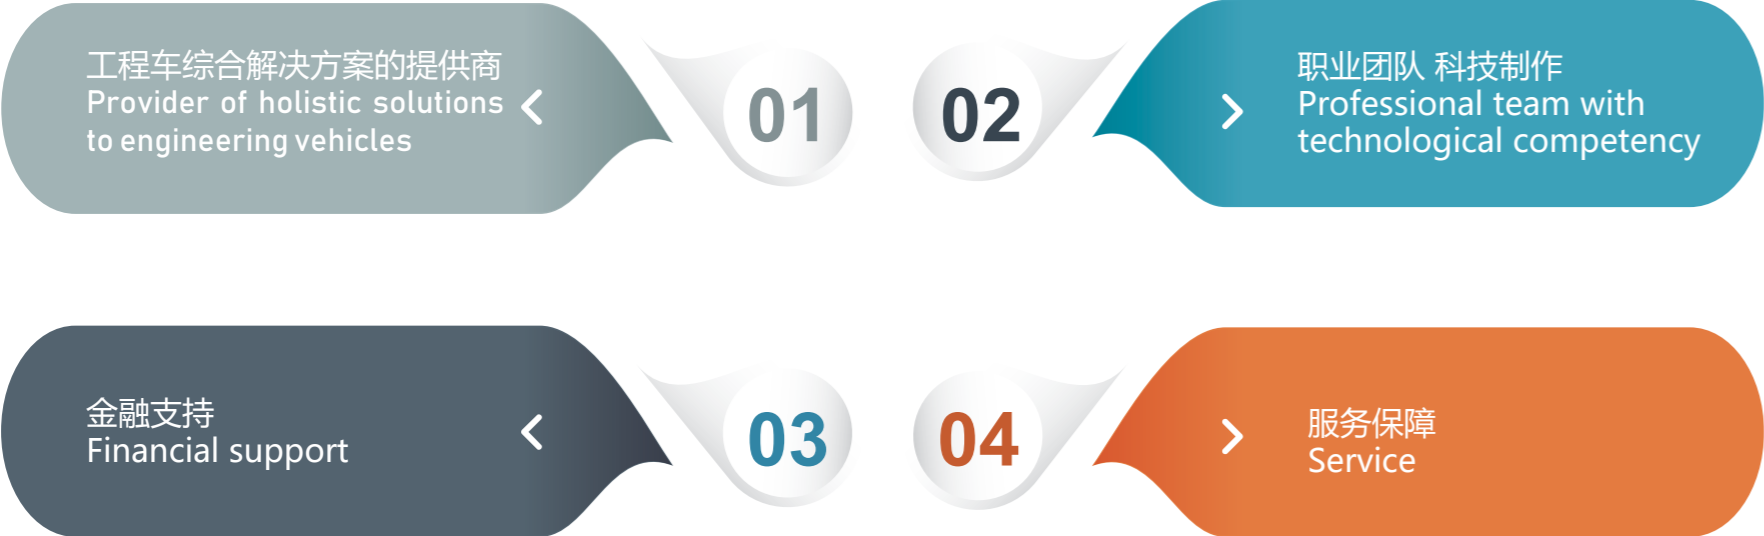 工程车综合解决方案的提供商
Provider of holistic solutions
to engineering vehicles
01
02
职业团队 科技制作
Professional team with
technological competency
金融支持
Financial support
03
04
服务保障
Service